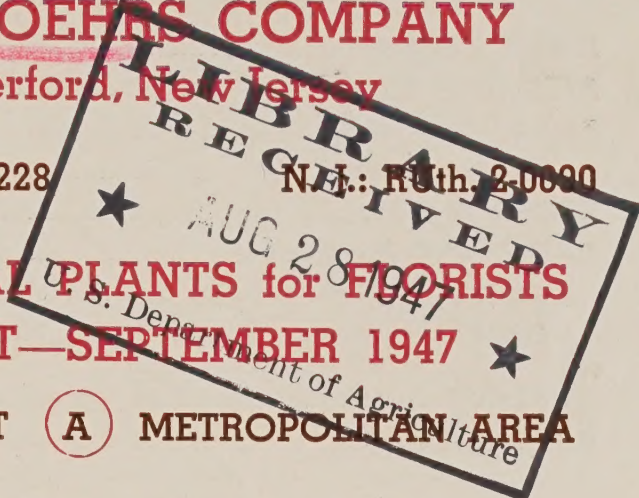 OEHRS COMPANY
erford, New Jersey
228 N. J.: RUth. 2-0090
L PLANTS for FLORISTS
T—SEPTEMBER 1947
T A METROPOLITAN AREA
LIBRARY
RECEIVED
★ AUG 28 1947 ★
U. S. Department of Agriculture